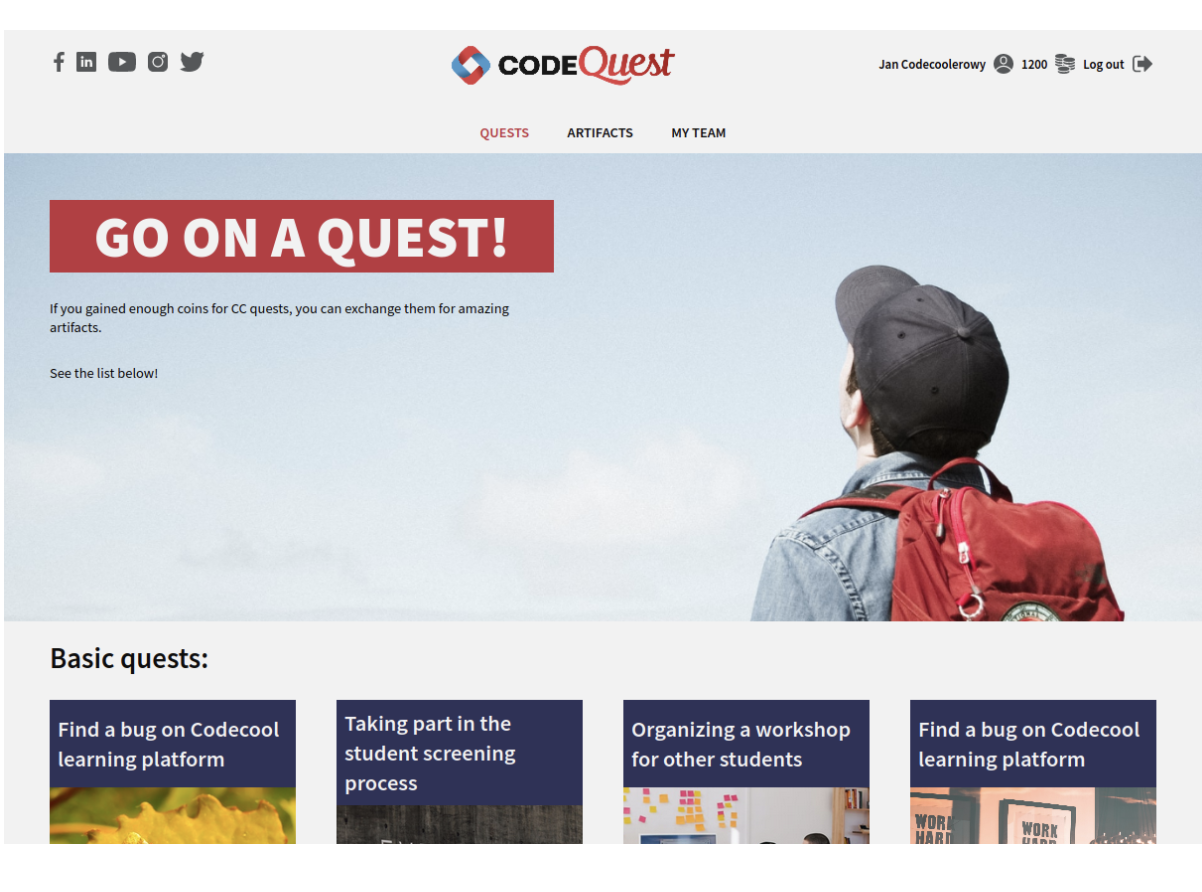 CODEQuest
Jan Codecoolerowy 1200 Log out
QUESTS ARTIFACTS MY TEAM
GO ON A QUEST!
If you gained enough coins for CC quests, you can exchange them for amazing
artifacts.
See the list below!
Basic quests:
Find a bug on Codecool
learning platform
Taking part in the
student screening
process
Organizing a workshop
for other students
Find a bug on Codecool
learning platform
WORK
HARD
WORK
HARD